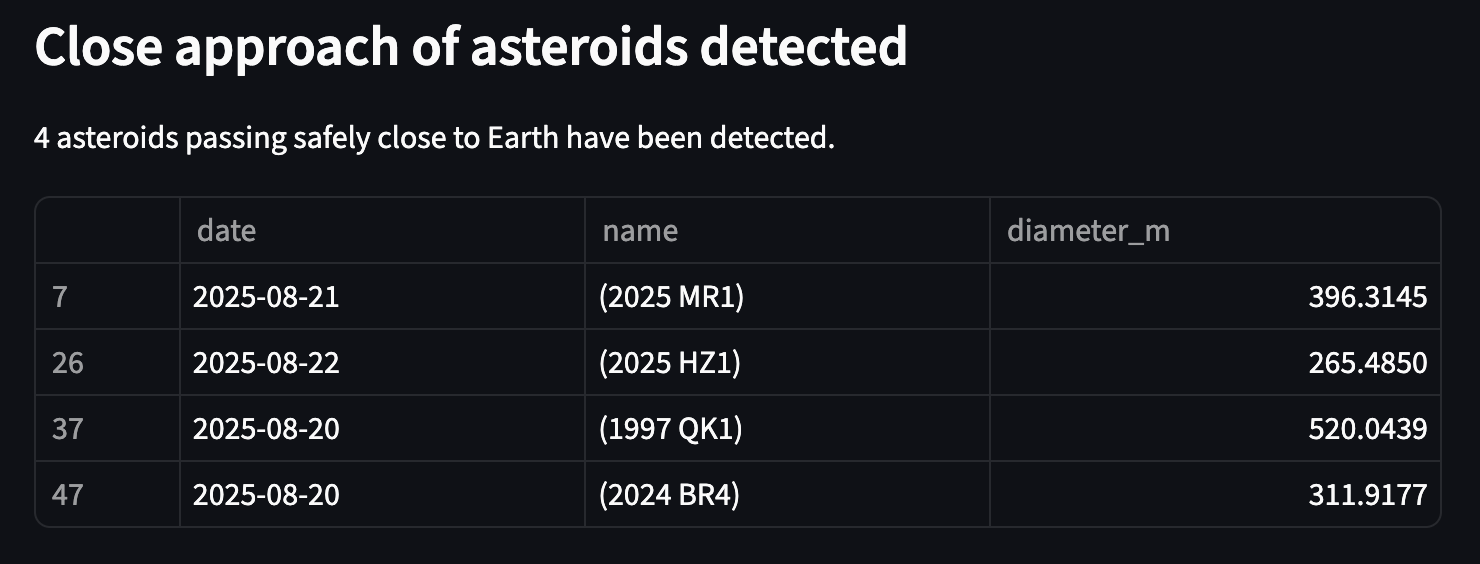 Close approach of asteroids detected
4 asteroids passing safely close to Earth have been detected.
date name diameter_m
7 2025-08-21 (2025 MR1) 396.3145
26 2025-08-22 (2025 HZ1) 265.4850
37 2025-08-20 (1997 QK1) 520.0439
47 2025-08-20 (2024 BR4) 311.9177